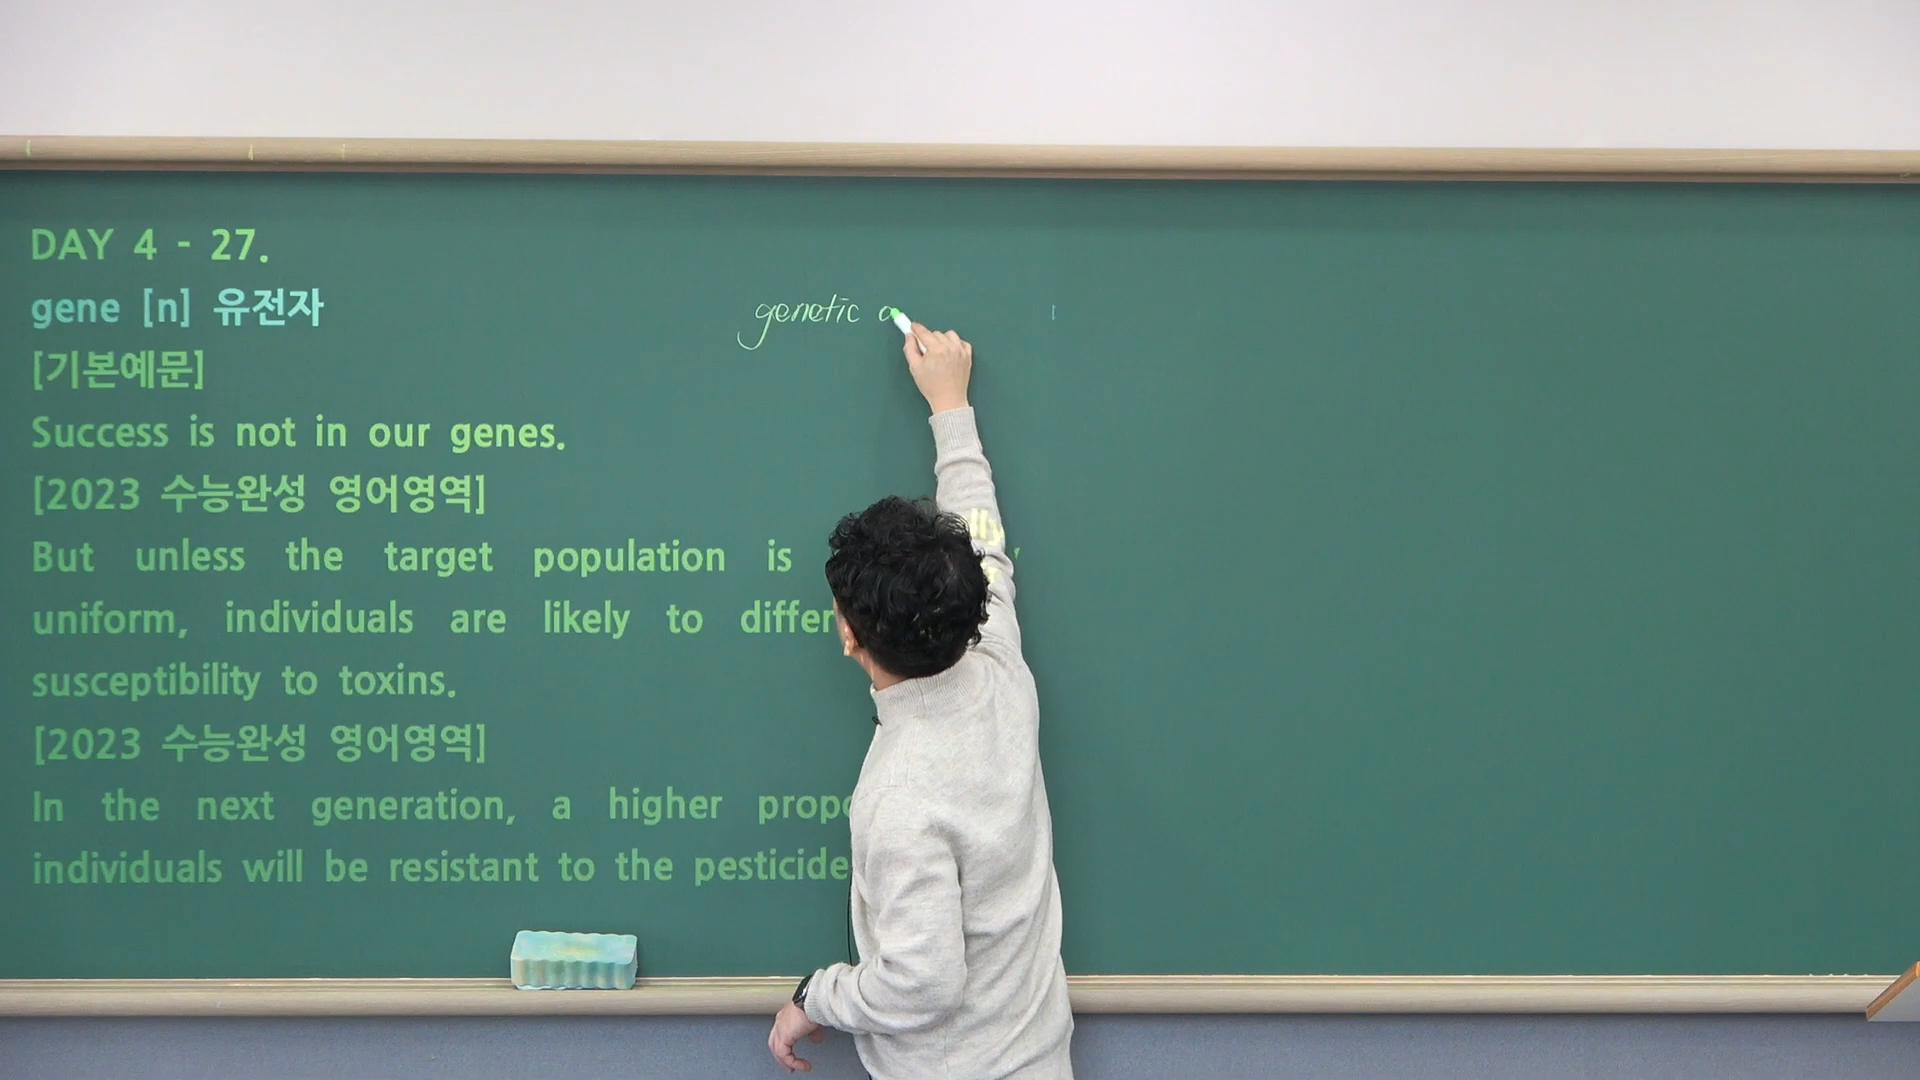 DAY 4 - 27.
gene [n] 유전자
genetic
[기본예문]
Success is not in our genes.
[2023 수능완성 영어영역]
But unless the target population is
uniform, individuals are likely to differ
susceptibility to toxins.
[2023 수능완성 영어영역]
In the next generation, a higher
individuals will be resistant to the pesticide